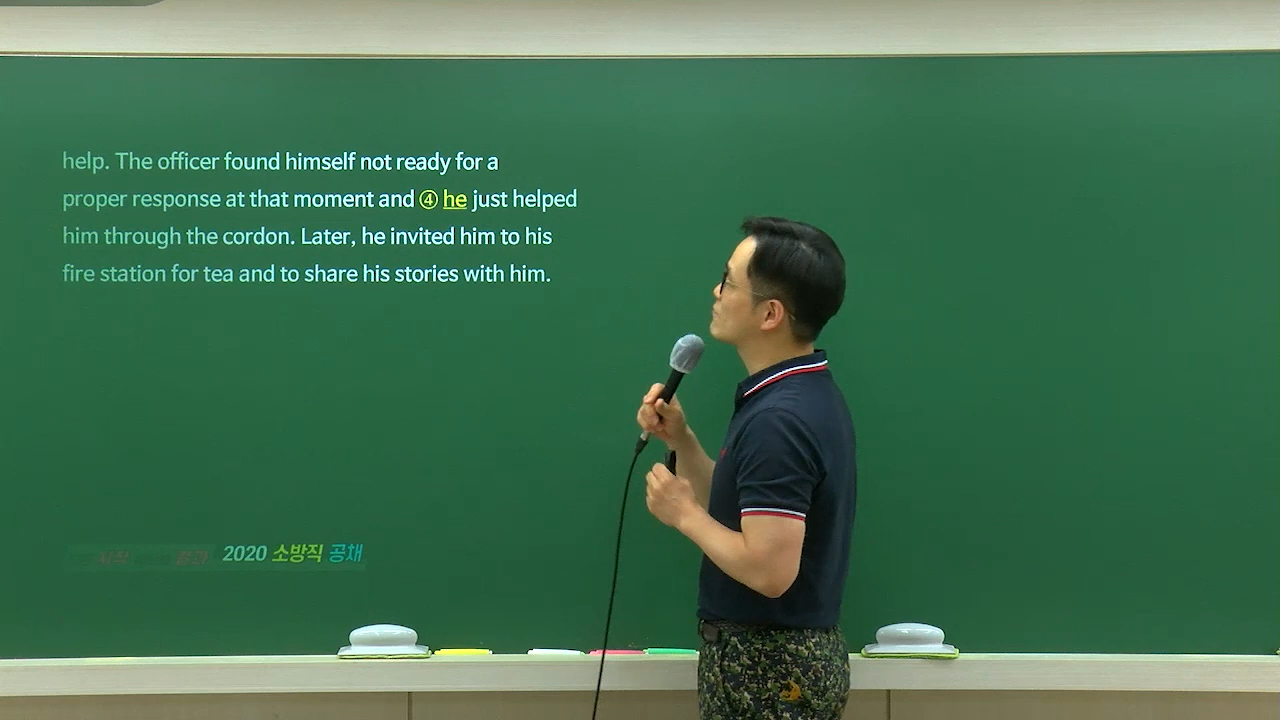 help. The officer found himself not ready for a
proper response at that moment and ④ he just helped
him through the cordon. Later, he invited him to his
fire station for tea and to share his stories with him.
2020 소방직 공채